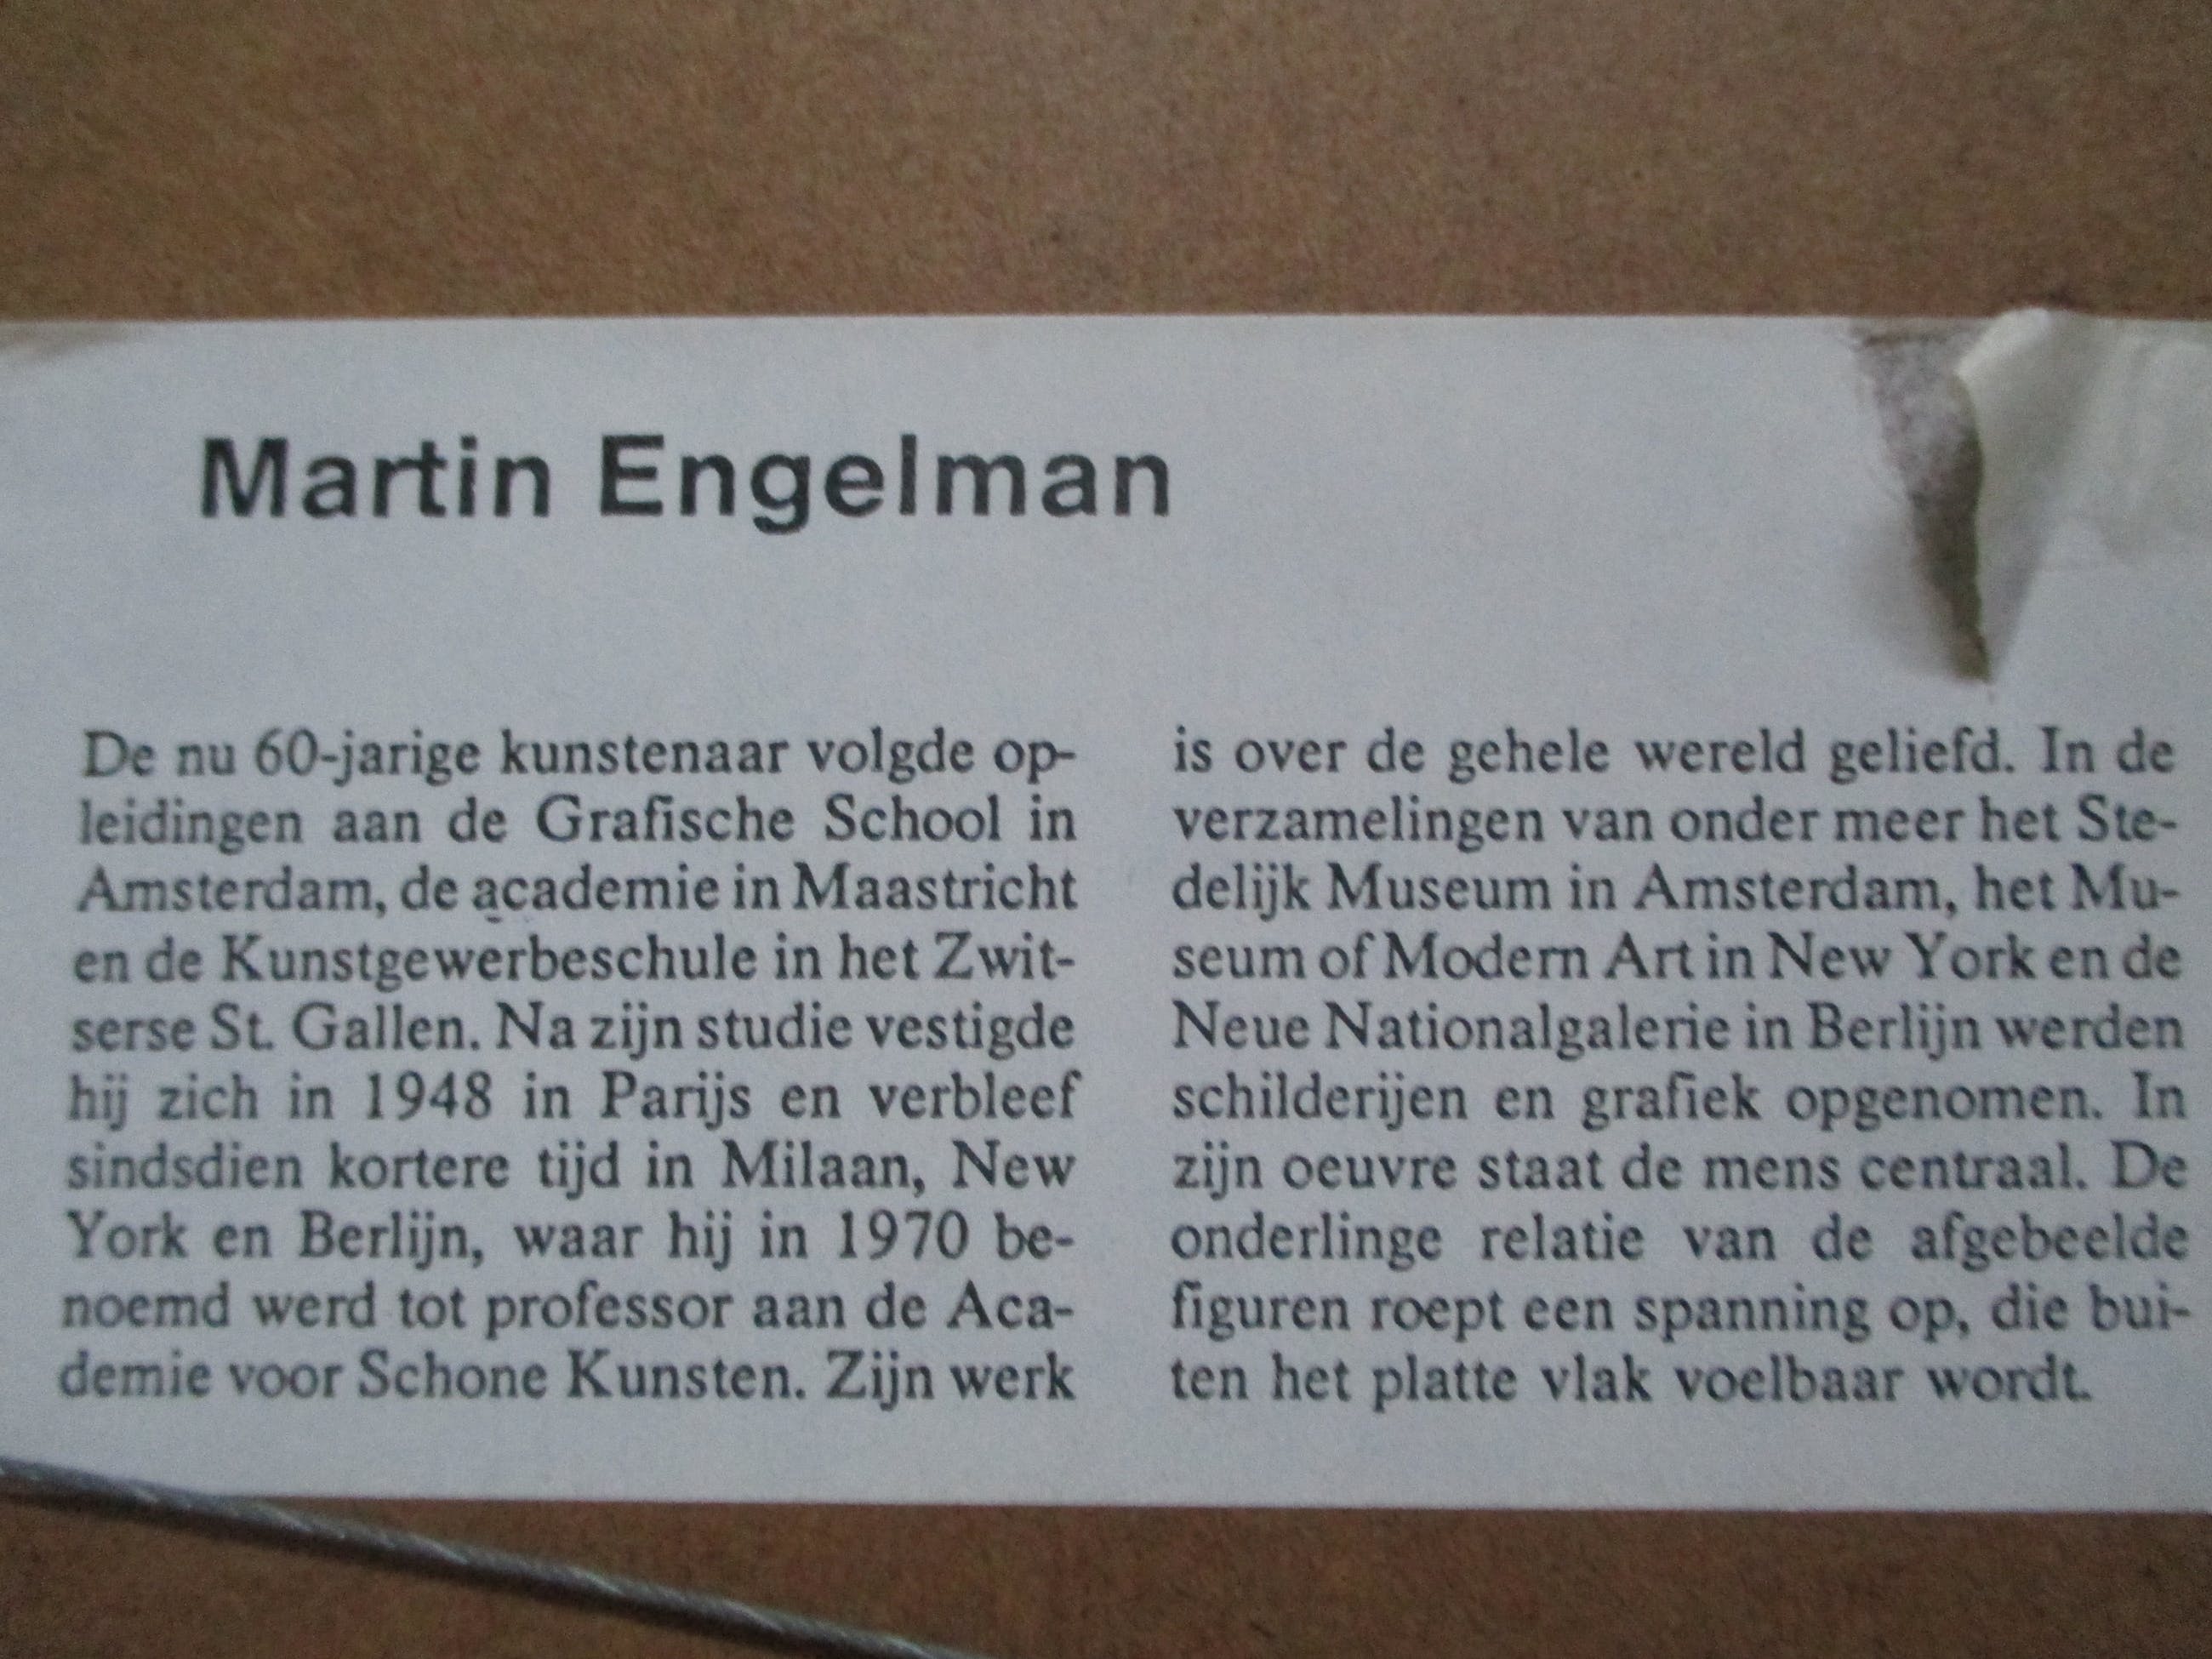 Martin Engelman
De nu 60-jarige kunstenaar volgde op-
leidingen aan de Grafische School in
Amsterdam, de academie in Maastricht
en de Kunstgewerbeschule in het Zwit-
serse St. Gallen. Na zijn studie vestigde
hij zich in 1948 in Parijs en verbleef
sindsdien kortere tijd in Milaan, New
York en Berlijn, waar hij in 1970 be-
noemd werd tot professor aan de Aca-
demie voor Schone Kunsten. Zijn werk
is over de gehele wereld geliefd. In de
verzamelingen van onder meer het Ste-
delijk Museum in Amsterdam, het Mu-
seum of Modern Art in New York en de
Neue Nationalgalerie in Berlijn werden
schilderijen en grafiek opgenomen. In
zijn oeuvre staat de mens centraal. De
onderlinge relatie van de afgebeelde
figuren roept een spanning op, die bui-
ten het platte vlak voelbaar wordt.